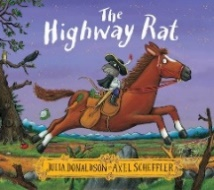 The
Highway Rat
JULIA DONALDSON AXEL SCHEFFLER